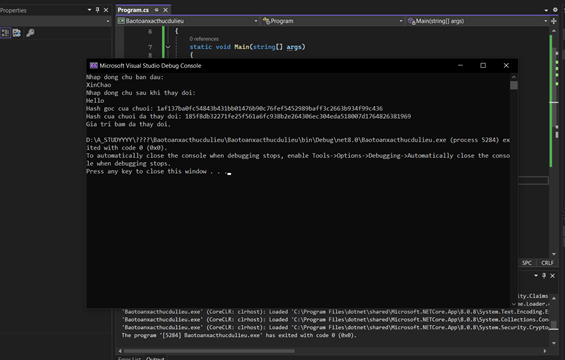 Properties
Program.cs
Baotoanxacthucdulieu
Program
Main(string[] args)
6
{
0 references
7
static void Main(string[] args)
8
{
Microsoft Visual Studio Debug Console
Nhap dong chu ban dau:
XinChao
Nhap dong chu sau khi thay doi:
Hello
Hash goc cua chuoi: 1af137ba0fc54843b431bb01476b90c76fef5452989baff3c2663b934f99c436
Hash cua chuoi da thay doi: 185f8db32271fe25f561a6fc938b2e264306ec304eda518007d1764826381969
Gia tri bam da thay doi.
D:\A_STUDYYYY\????\Baotoanxacthucdulieu\Baotoanxacthucdulieu\bin\Debug\net8.0\Baotoanxacthucdulieu.exe (process 5284) ex
ited with code 0 (0x0).
To automatically close the console when debugging stops, enable Tools->Options->Debugging->Automatically close the conso
le when debugging stops.
Press any key to close this window . . .
SPC
CRLF
ty.Claims
e.Loader.
'Baotoanxacthucdulieu.exe' (CoreCLR: clrhost): Loaded 'C:\Program Files\dotnet\shared\Microsoft.NETCore.App\8.0.8\System.Text.Encoding.E
'Baotoanxacthucdulieu.exe' (CoreCLR: clrhost): Loaded 'C:\Program Files\dotnet\shared\Microsoft.NETCore.App\8.0.8\System.Collections.Con
'Baotoanxacthucdulieu.exe' (CoreCLR: clrhost): Loaded 'C:\Program Files\dotnet\shared\Microsoft.NETCore.App\8.0.8\System.Security.Crypto
The program '[5284] Baotoanxacthucdulieu.exe' has exited with code 0 (0x0).
Error List
Output